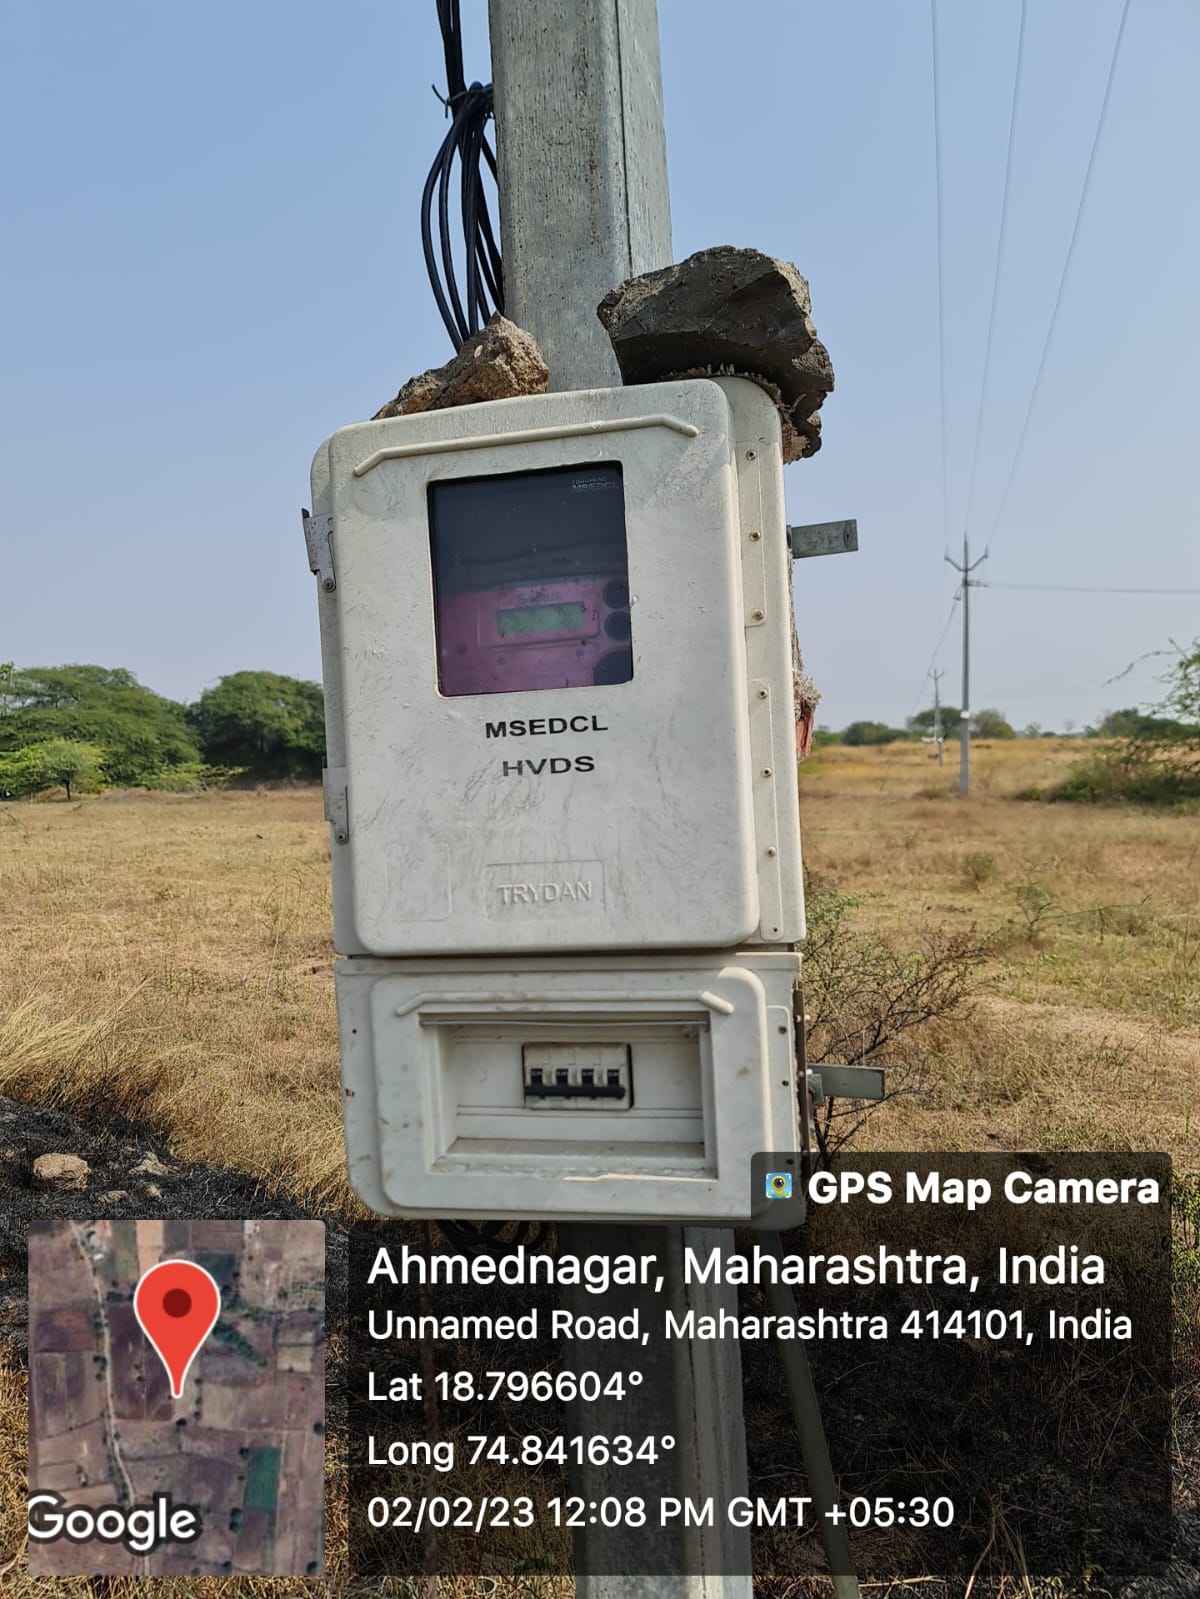 MSEDCL
MSEDCL
HVDS
TRYDAN
GPS Map Camera
Ahmednagar, Maharashtra, India
Unnamed Road, Maharashtra 414101, India
Lat 18.796604°
Long 74.841634°
02/02/23 12:08 PM GMT +05:30
Google